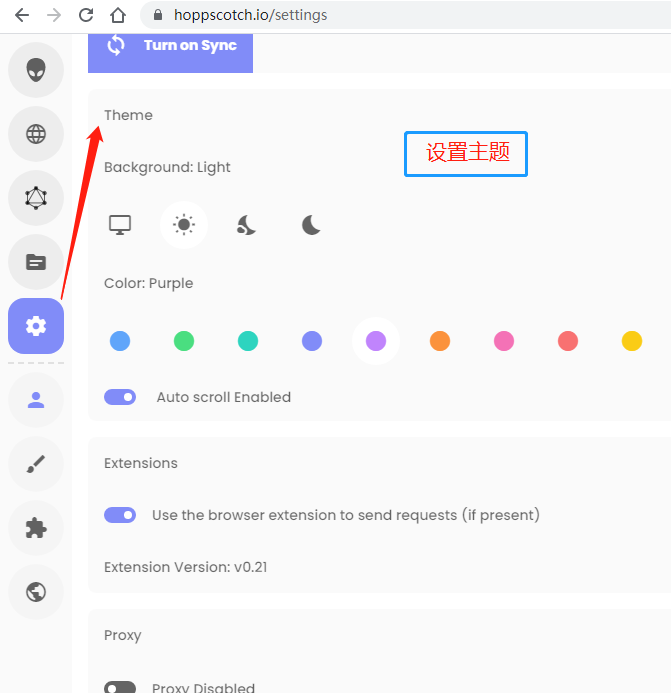 hoppscotch.io/settings
Turn on Sync
Theme
设置主题
Background: Light
Color: Purple
Auto scroll Enabled
Extensions
Use the browser extension to send requests (if present)
Extension Version: v0.21
Proxy
Proxy Disabled